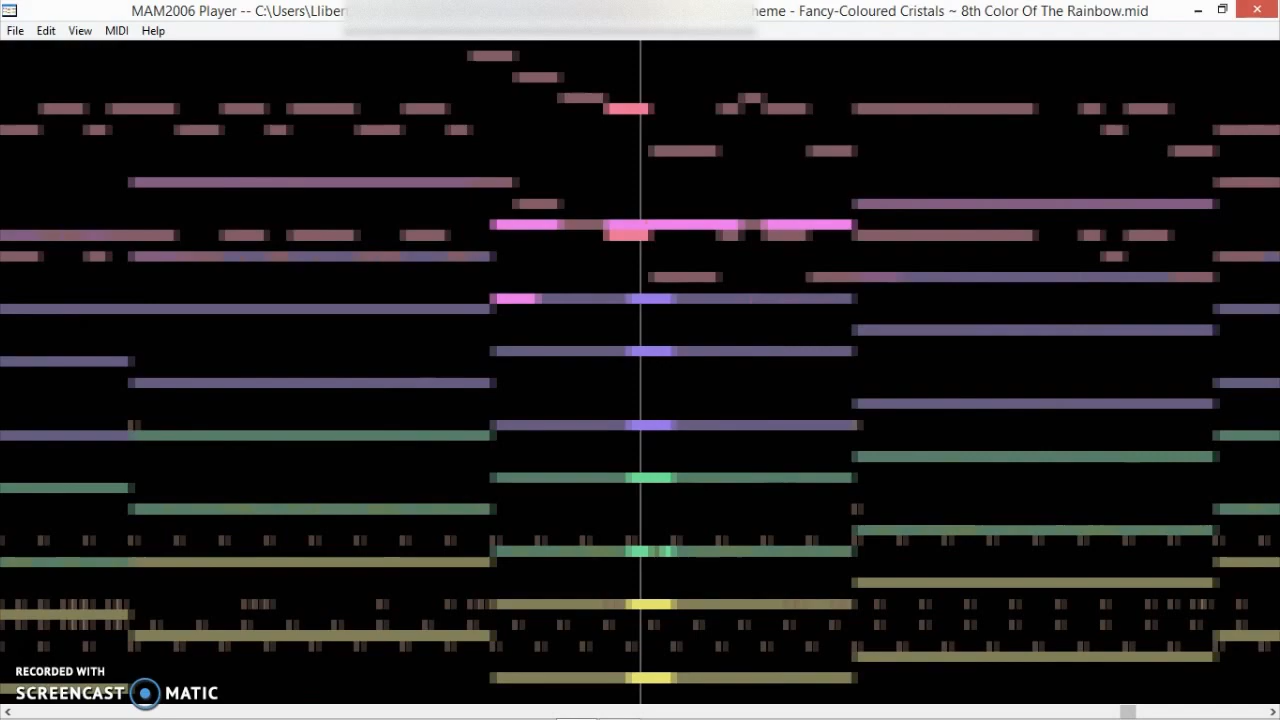 MAM2006 Player -- C:\Users\Lliber heme - Fancy-Coloured Cristals ~ 8th Color Of The Rainbow.mid
File Edit View MIDI Help
RECORDED WITH
SCREENCAST MATIC